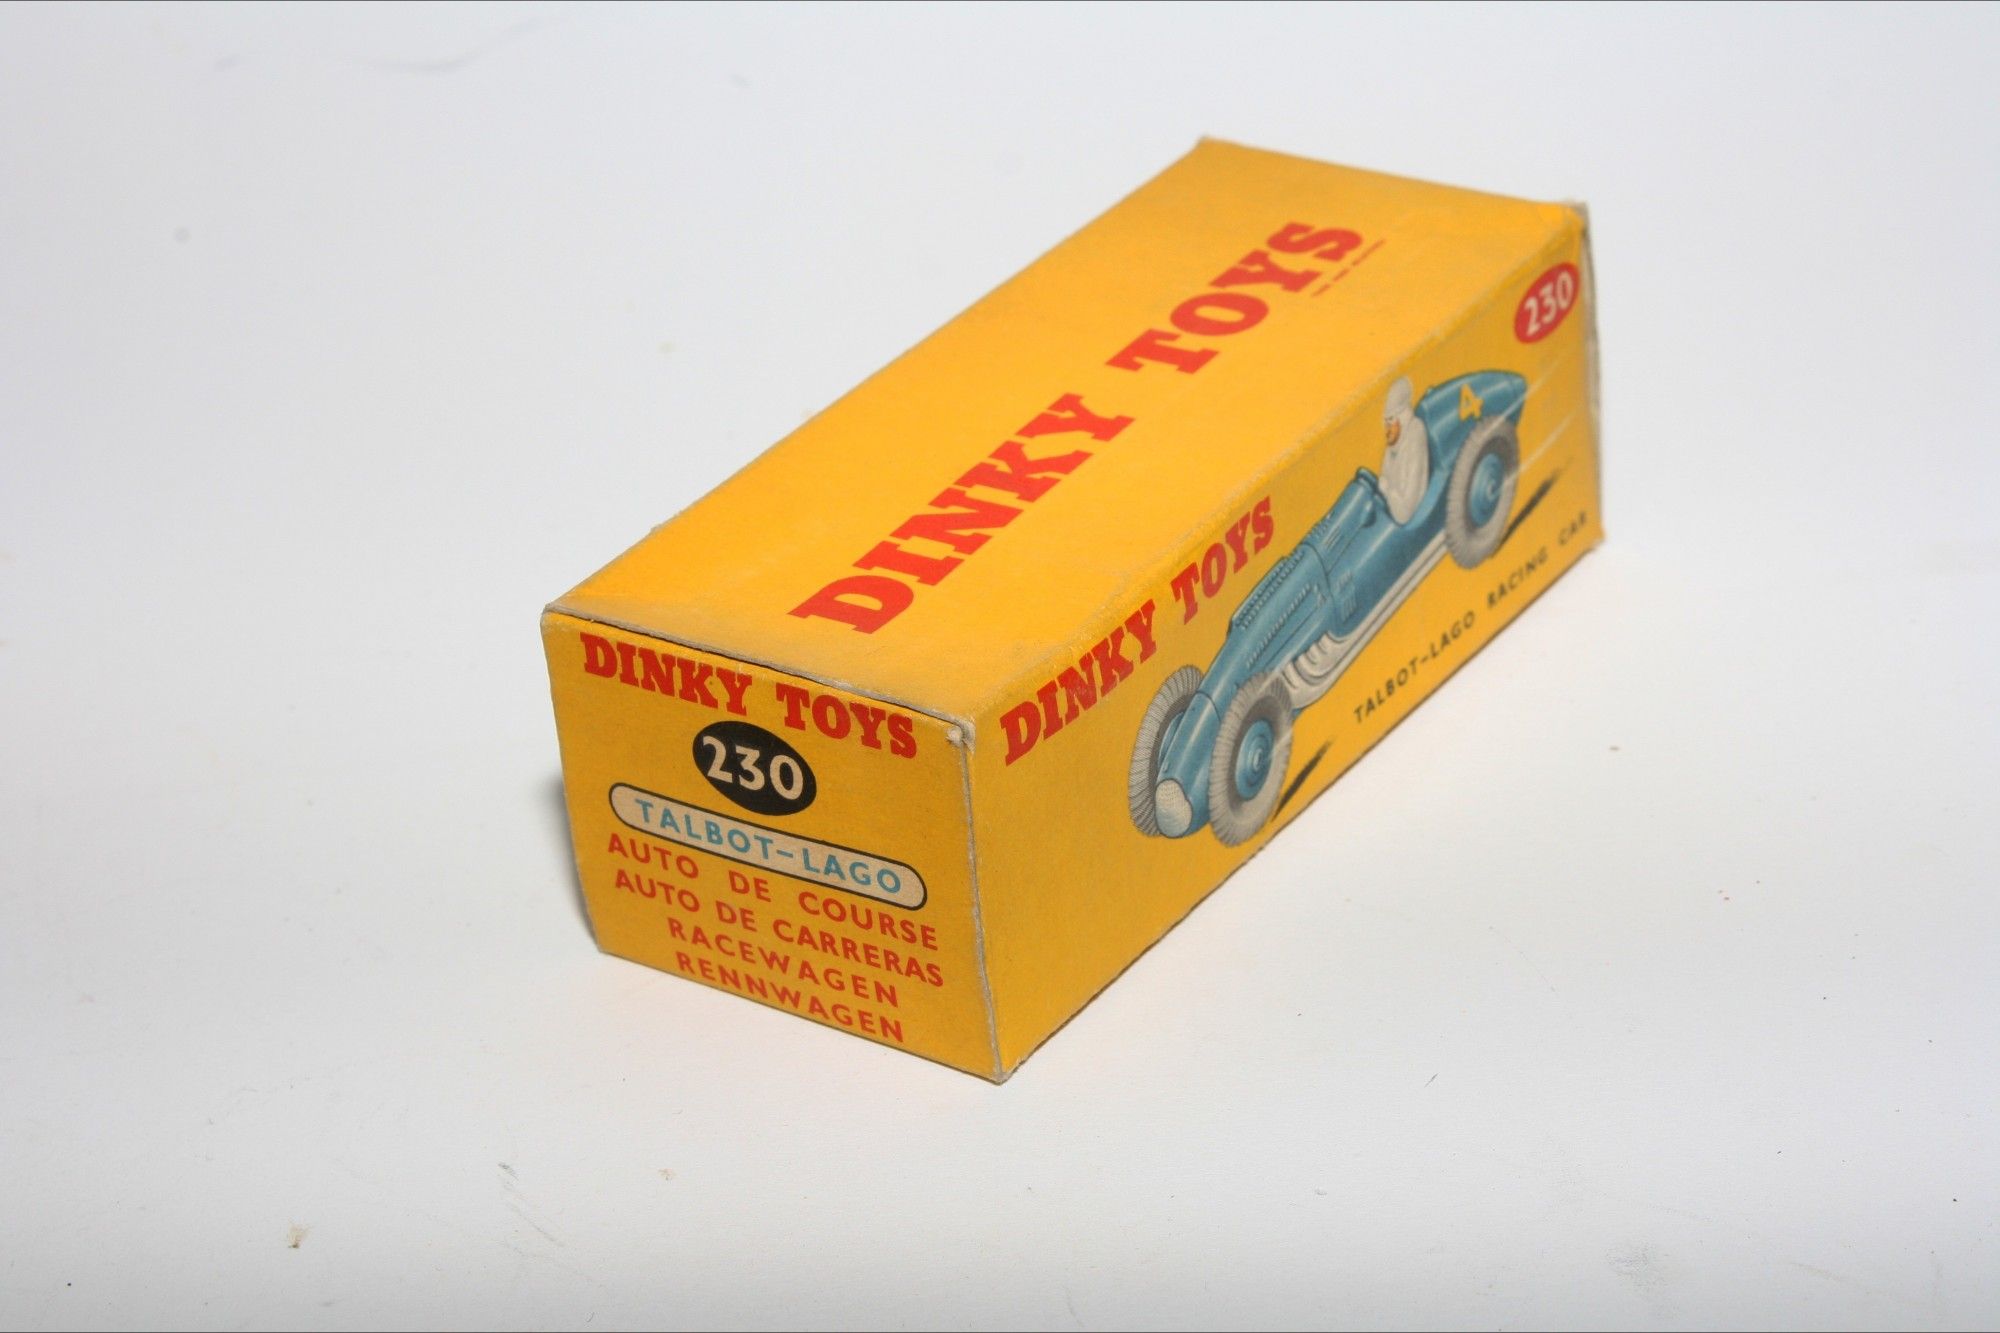 DINKY TOYS
DINKY TOYS
230
TALBOT-LAGO
AUTO DE COURSE
AUTO DE CARRERAS
RACEWAGEN
RENNWAGEN
DINKY TOYS
230
4
TALBOT-LAGO RACING CAR